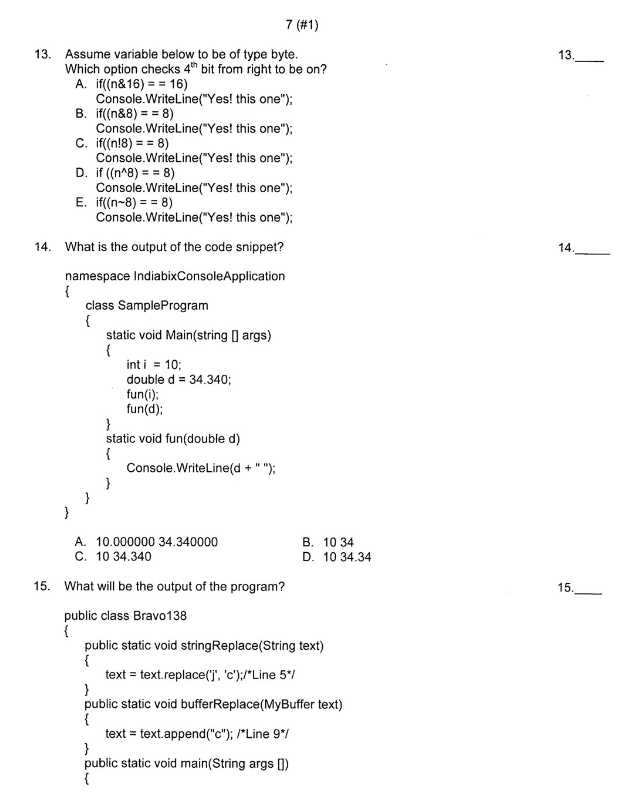 7 (#1)
13. Assume variable below to be of type byte. 13.____
Which option checks 4th bit from right to be on?
A. if((n&16) = = 16)
Console.WriteLine("Yes! this one");
B. if((n&8) = = 8)
Console.WriteLine("Yes! this one");
C. if((n!8) = = 8)
Console.WriteLine("Yes! this one");
D. if ((n^8) = = 8)
Console.WriteLine("Yes! this one");
E. if((n~8) = = 8)
Console.WriteLine("Yes! this one");
14. What is the output of the code snippet? 14.____
namespace IndiabixConsoleApplication
{
class SampleProgram
{
static void Main(string [] args)
{
int i = 10;
double d = 34.340;
fun(i);
fun(d);
}
static void fun(double d)
{
Console.WriteLine(d + " ");
}
}
}
A. 10.000000 34.340000 B. 10 34
C. 10 34.340 D. 10 34.34
15. What will be the output of the program? 15.____
public class Bravo138
{
public static void stringReplace(String text)
{
text = text.replace('j', 'c');/*Line 5*/
}
public static void bufferReplace(MyBuffer text)
{
text = text.append("c"); /*Line 9*/
}
public static void main(String args [])
{